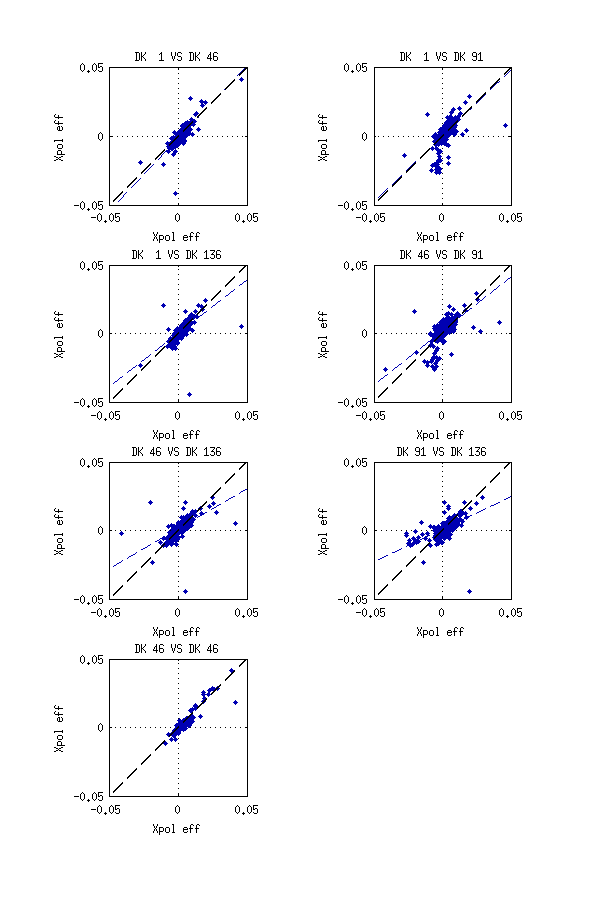 DK 1 VS DK 46
0.05
0
-0.05
-0.05 0 0.05
Xpol eff
Xpol eff
DK 1 VS DK 91
0.05
0
-0.05
-0.05 0 0.05
Xpol eff
Xpol eff
DK 1 VS DK 136
0.05
0
-0.05
-0.05 0 0.05
Xpol eff
Xpol eff
DK 46 VS DK 91
0.05
0
-0.05
-0.05 0 0.05
Xpol eff
Xpol eff
DK 46 VS DK 136
0.05
0
-0.05
-0.05 0 0.05
Xpol eff
Xpol eff
DK 91 VS DK 136
0.05
0
-0.05
-0.05 0 0.05
Xpol eff
Xpol eff
DK 46 VS DK 46
0.05
0
-0.05
-0.05 0 0.05
Xpol eff
Xpol eff